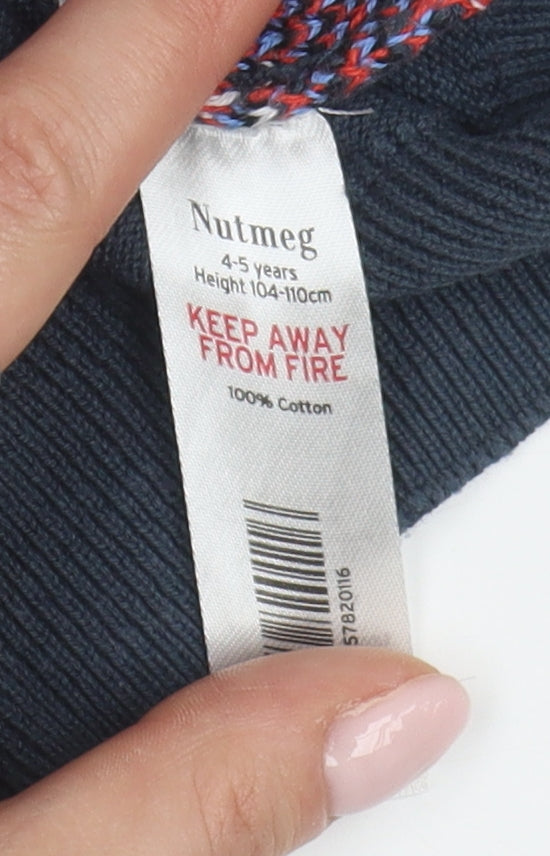 Nutmeg
4-5 years
Height 104-110cm
KEEP AWAY
FROM FIRE
100% Cotton
57820116